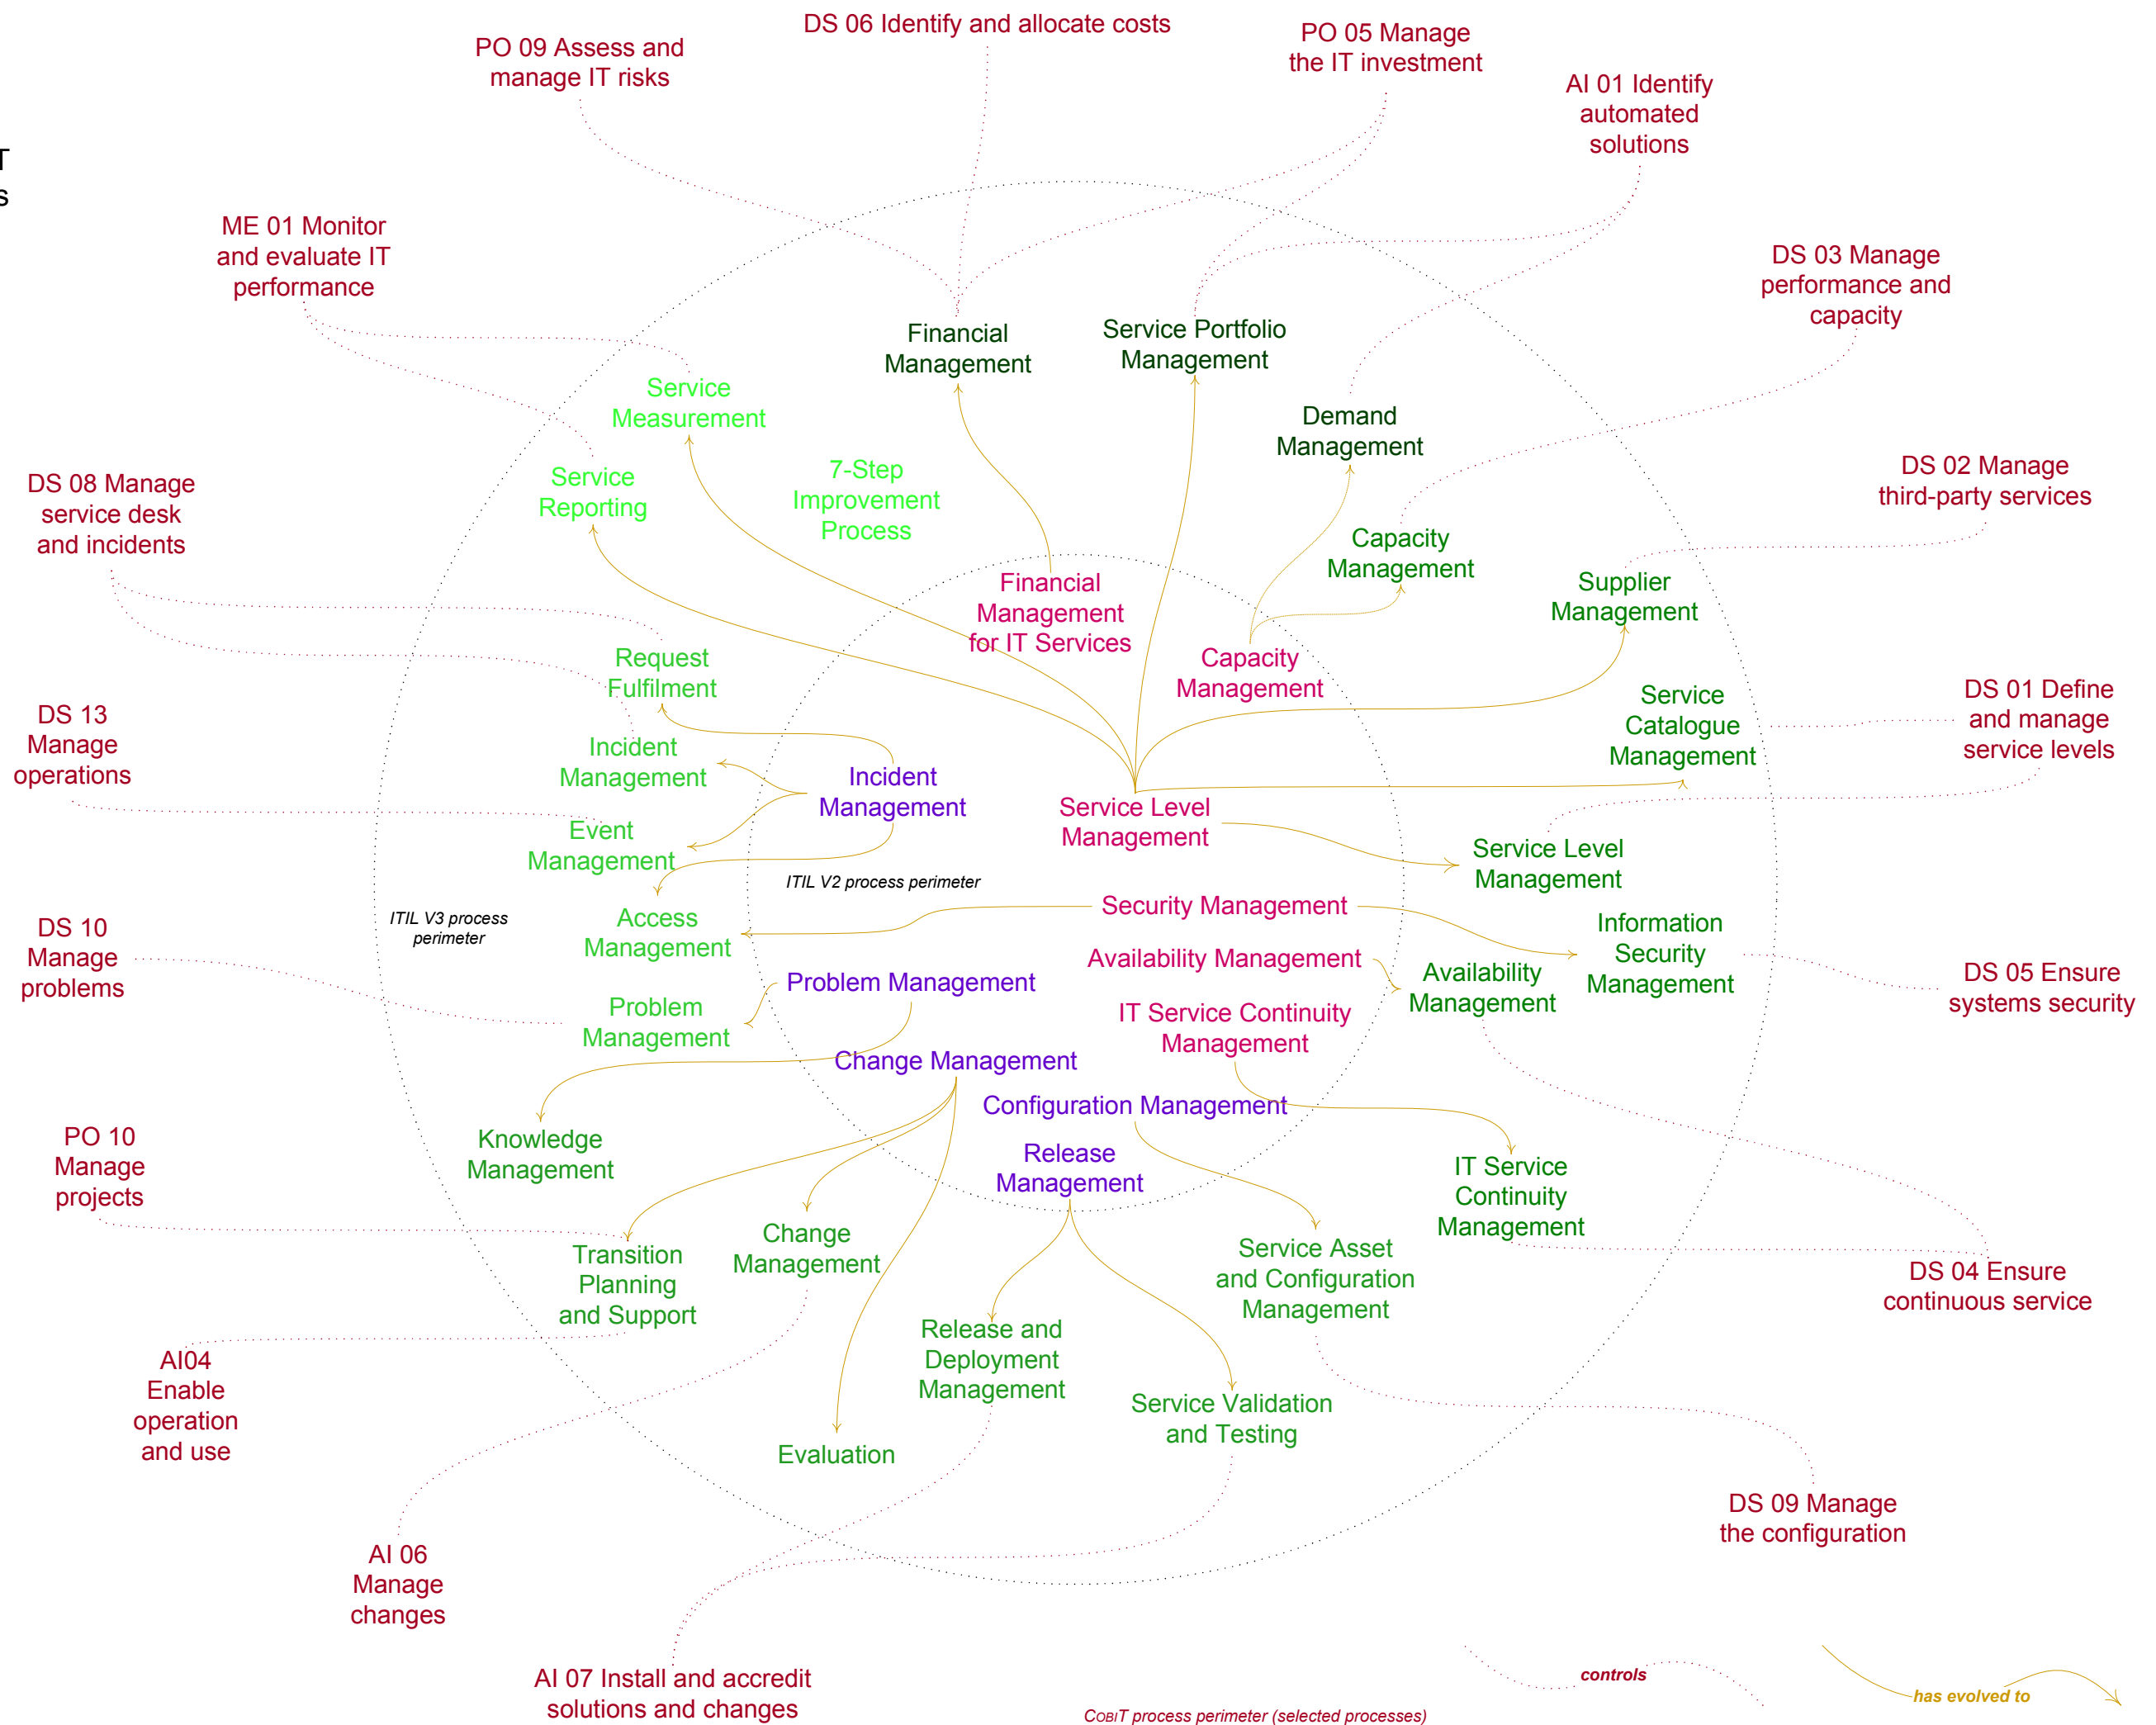 DS 06 Identify and allocate costs
PO 09 Assess and
manage IT risks
PO 05 Manage
the IT investment
AI 01 Identify
automated
solutions
T
s
ME 01 Monitor
and evaluate IT
performance
DS 03 Manage
performance and
capacity
Financial
Management
Service Portfolio
Management
Service
Measurement
Demand
Management
7-Step
Improvement
Process
Service
Reporting
DS 08 Manage
service desk
and incidents
DS 02 Manage
third-party services
Capacity
Management
Supplier
Management
Financial
Management
for IT Services
Request
Fulfilment
Capacity
Management
Service
Catalogue
Management
DS 01 Define
and manage
service levels
DS 13
Manage
operations
Incident
Management
Incident
Management
Service Level
Management
Event
Management
Service Level
Management
ITIL V2 process perimeter
ITIL V3 process
perimeter
Access
Management
Security Management
Information
Security
Management
DS 10
Manage
problems
Availability Management
Availability
Management
DS 05 Ensure
systems security
Problem Management
Problem
Management
IT Service Continuity
Management
Change Management
Configuration Management
PO 10
Manage
projects
Knowledge
Management
Release
Management
IT Service
Continuity
Management
Change
Management
Transition
Planning
and Support
Service Asset
and Configuration
Management
DS 04 Ensure
continuous service
AI04
Enable
operation
and use
Release and
Deployment
Management
Service Validation
and Testing
Evaluation
DS 09 Manage
the configuration
AI 06
Manage
changes
AI 07 Install and accredit
solutions and changes
controls
has evolved to
COBIT process perimeter (selected processes)